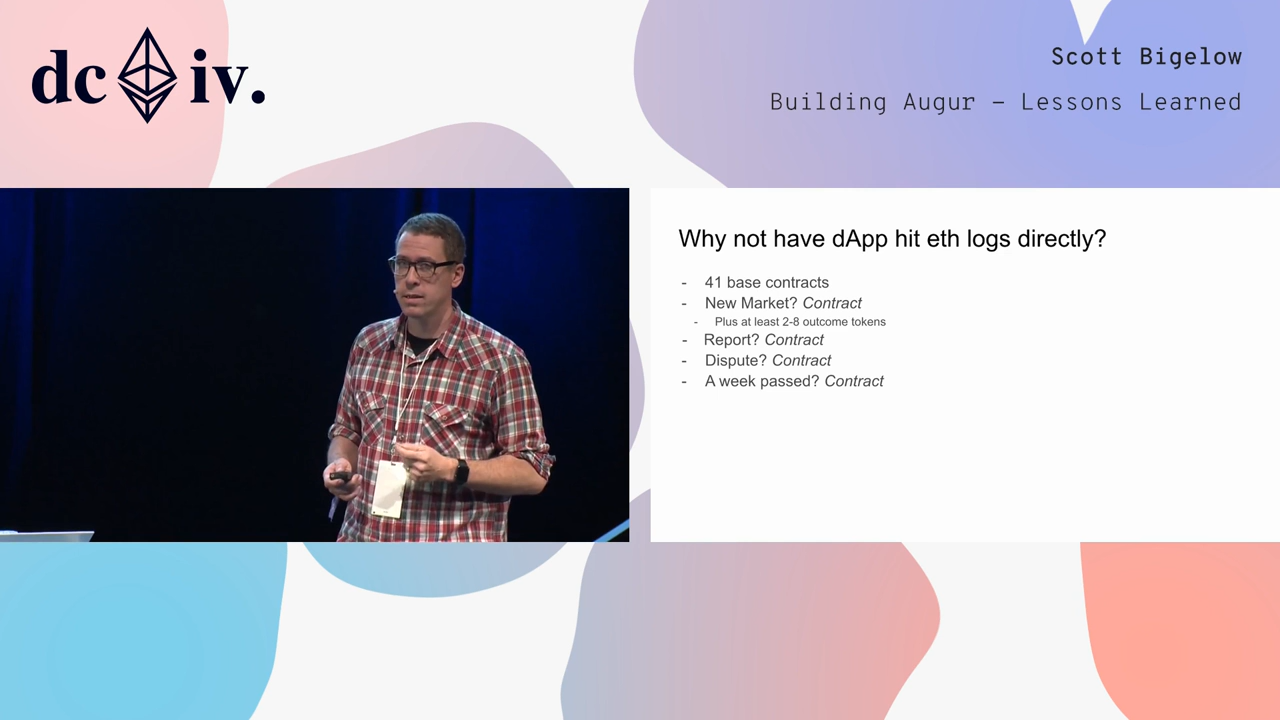 dc iv.
Scott Bigelow
Building Augur – Lessons Learned
Why not have dApp hit eth logs directly?
- 41 base contracts
- New Market? Contract
- Plus at least 2-8 outcome tokens
- Report? Contract
- Dispute? Contract
- A week passed? Contract